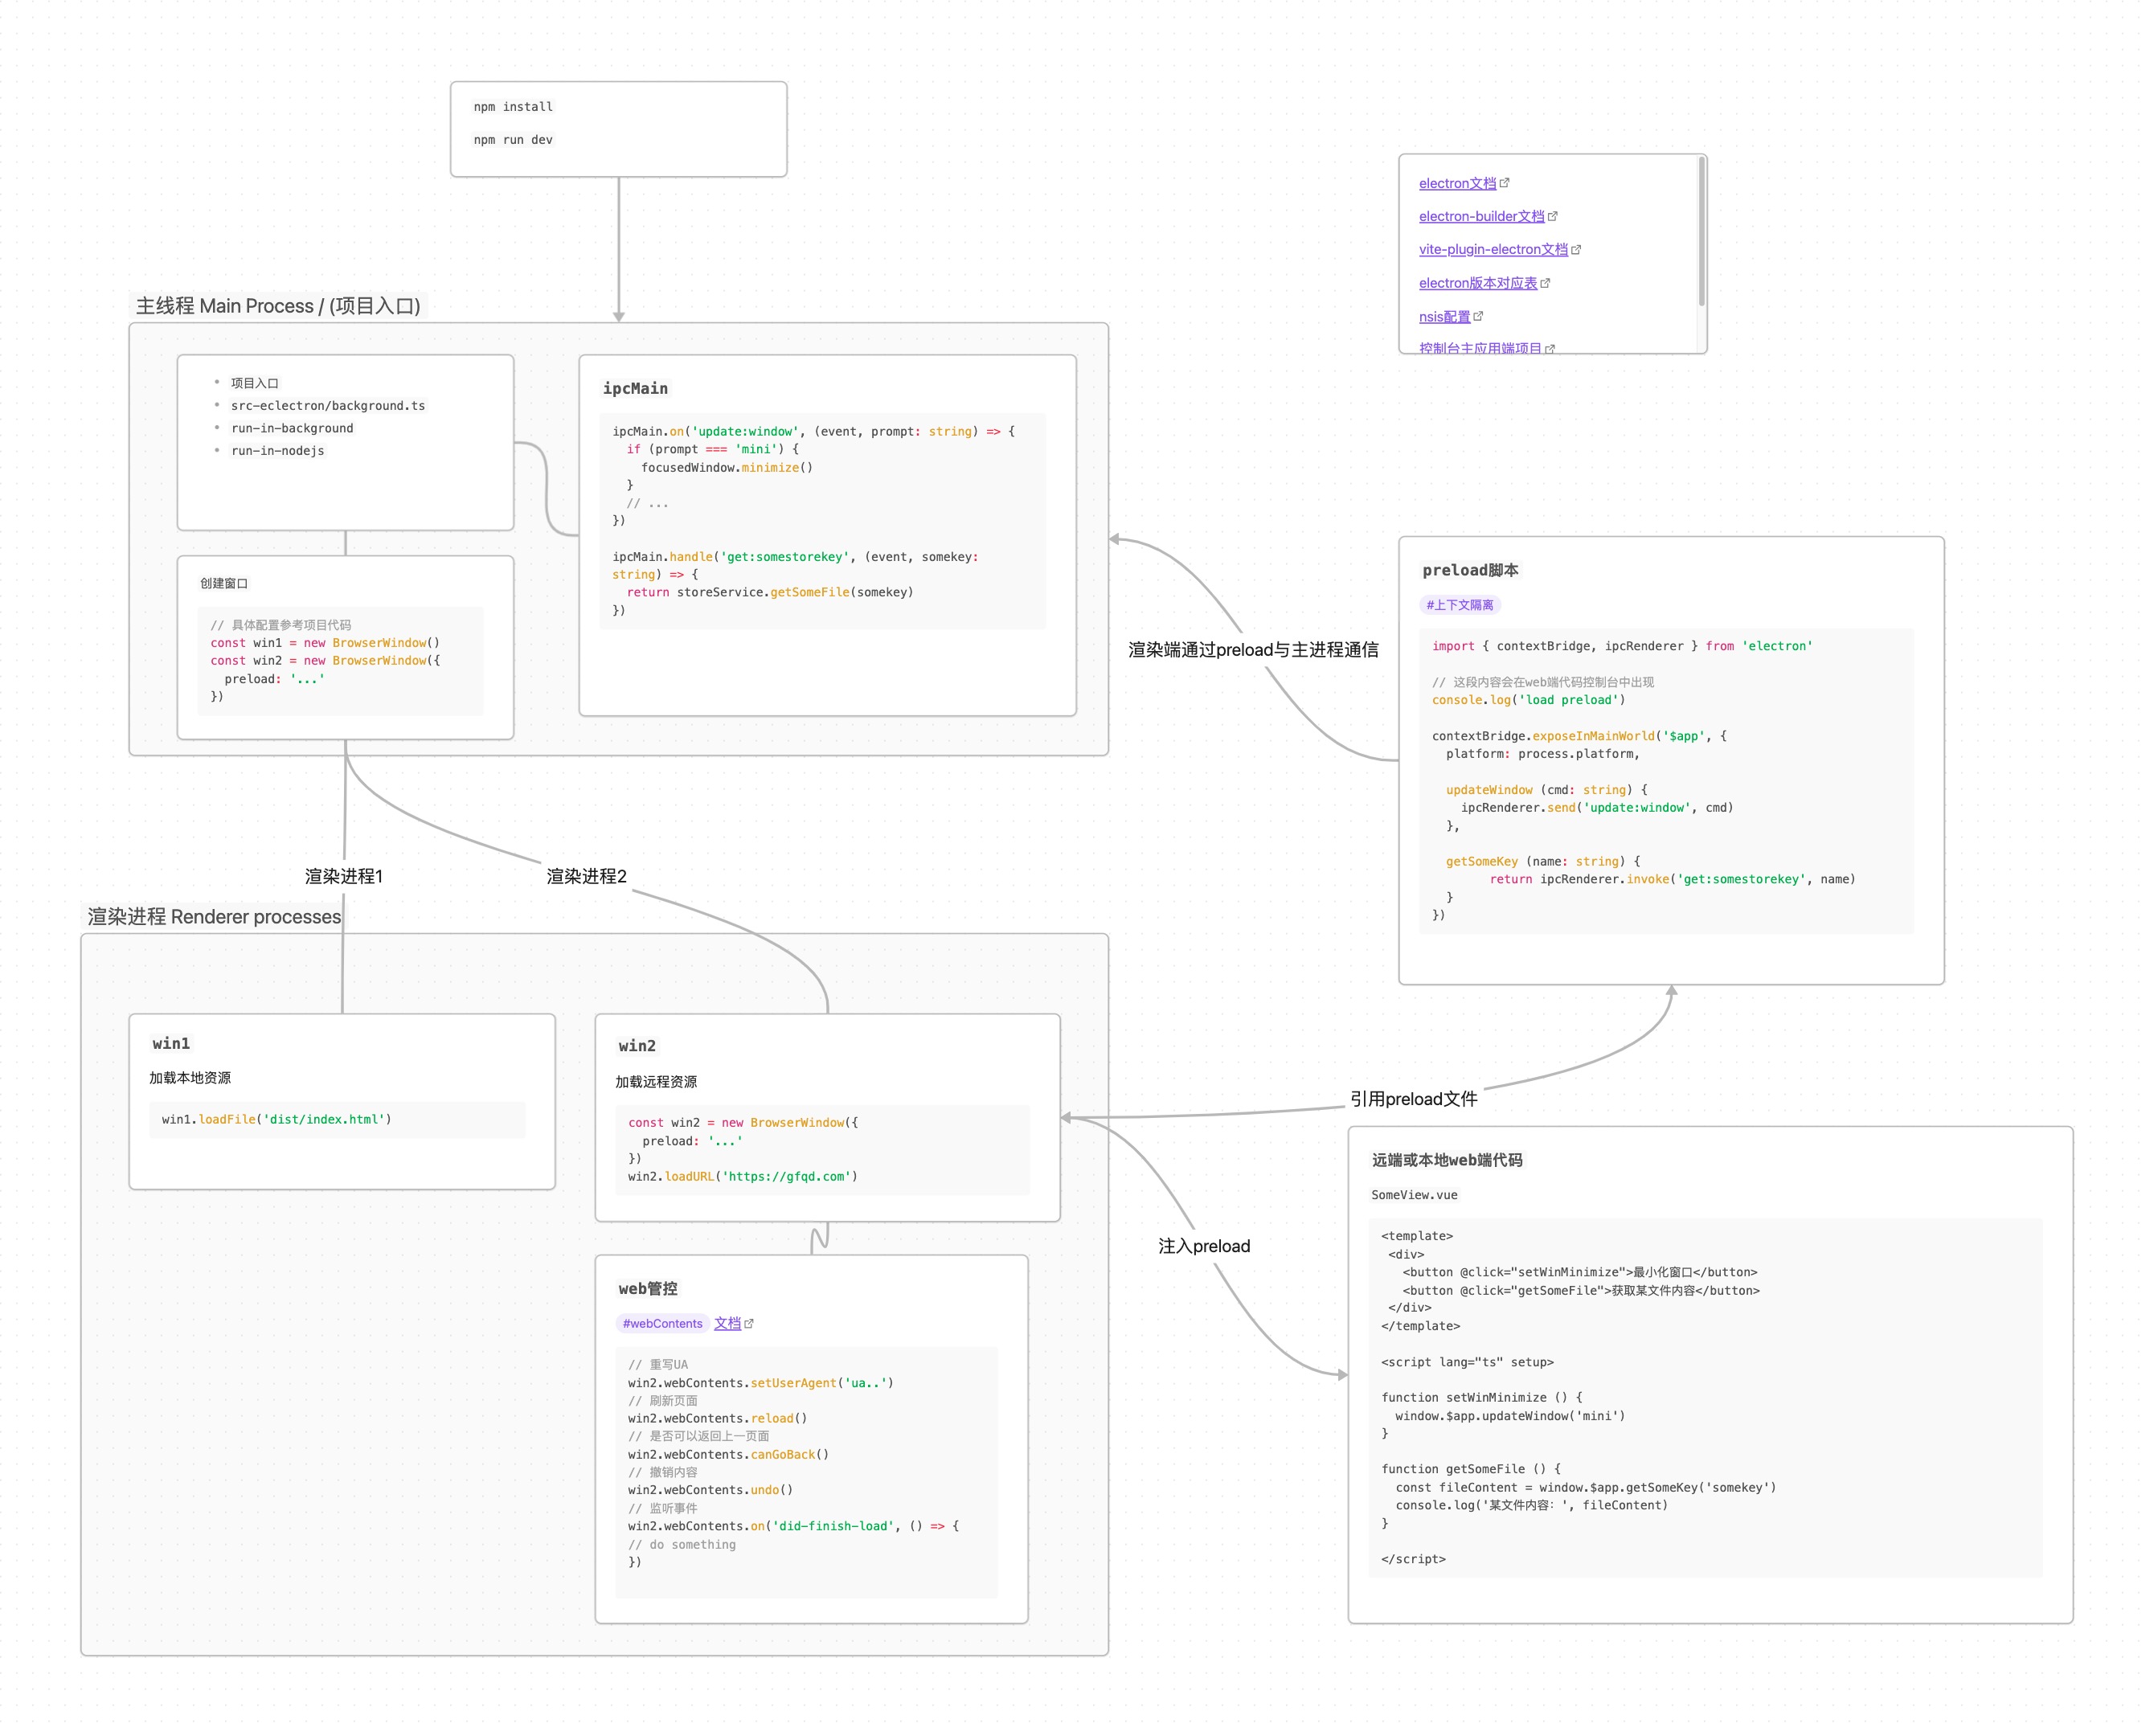 npm install
npm run dev
electron文档
electron-builder文档
vite-plugin-electron文档
electron版本对应表
nsis配置
控制台主应用端项目
主线程 Main Process / (项目入口)
项目入口
src-eclectron/background.ts
run-in-background
run-in-nodejs
创建窗口
// 具体配置参考项目代码
const win1 = new BrowserWindow()
const win2 = new BrowserWindow({
  preload: '...'
})
ipcMain
ipcMain.on('update:window', (event, prompt: string) => {
  if (prompt === 'mini') {
    focusedWindow.minimize()
  }
  // ...
})
ipcMain.handle('get:somestorekey', (event, somekey:
string) => {
  return storeService.getSomeFile(somekey)
})
渲染端通过preload与主进程通信
preload脚本
#上下文隔离
import { contextBridge, ipcRenderer } from 'electron'
// 这段内容会在web端代码控制台中出现
console.log('load preload')
contextBridge.exposeInMainWorld('$app', {
  platform: process.platform,
  updateWindow (cmd: string) {
    ipcRenderer.send('update:window', cmd)
  },
  getSomeKey (name: string) {
        return ipcRenderer.invoke('get:somestorekey', name)
  }
})
渲染进程1
渲染进程2
渲染进程 Renderer processes
win1
加载本地资源
win1.loadFile('dist/index.html')
win2
加载远程资源
const win2 = new BrowserWindow({
  preload: '...'
})
win2.loadURL('https://gfqd.com')
引用preload文件
注入preload
web管控
#webContents 文档
// 重写UA
win2.webContents.setUserAgent('ua..')
// 刷新页面
win2.webContents.reload()
// 是否可以返回上一页面
win2.webContents.canGoBack()
// 撤销内容
win2.webContents.undo()
// 监听事件
win2.webContents.on('did-finish-load', () => {
// do something
})
远端或本地web端代码
SomeView.vue
<template>
 <div>
   <button @click="setWinMinimize">最小化窗口</button>
   <button @click="getSomeFile">获取某文件内容</button>
 </div>
</template>
<script lang="ts" setup>
function setWinMinimize () {
  window.$app.updateWindow('mini')
}
function getSomeFile () {
  const fileContent = window.$app.getSomeKey('somekey')
  console.log('某文件内容：', fileContent)
}
</script>